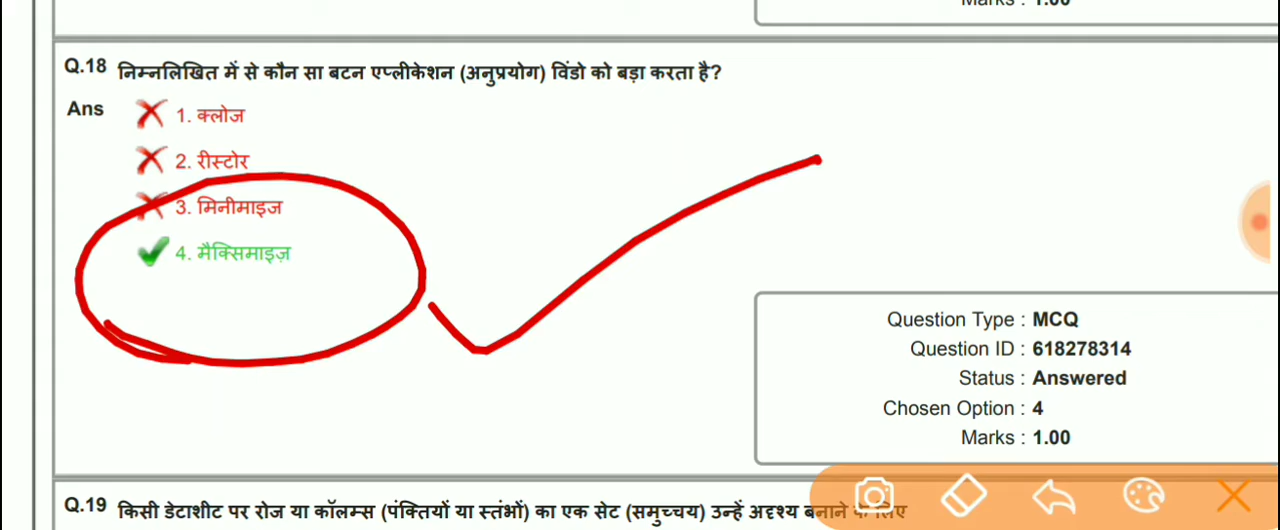 Marks : 1.00
Q.18 निम्नलिखित में से कौन सा बटन एप्लीकेशन (अनुप्रयोग) विंडो को बड़ा करता है?
Ans 1. क्लोज
2. रीस्टोर
3. मिनीमाइज
4. मैक्सिमाइज़
Question Type : MCQ
Question ID : 618278314
Status : Answered
Chosen Option : 4
Marks : 1.00
Q.19 किसी डेटाशीट पर रोज या कॉलम्स (पंक्तियों या स्तंभों) का एक सेट (समुच्चय) उन्हें अदृश्य बनाने के लिए